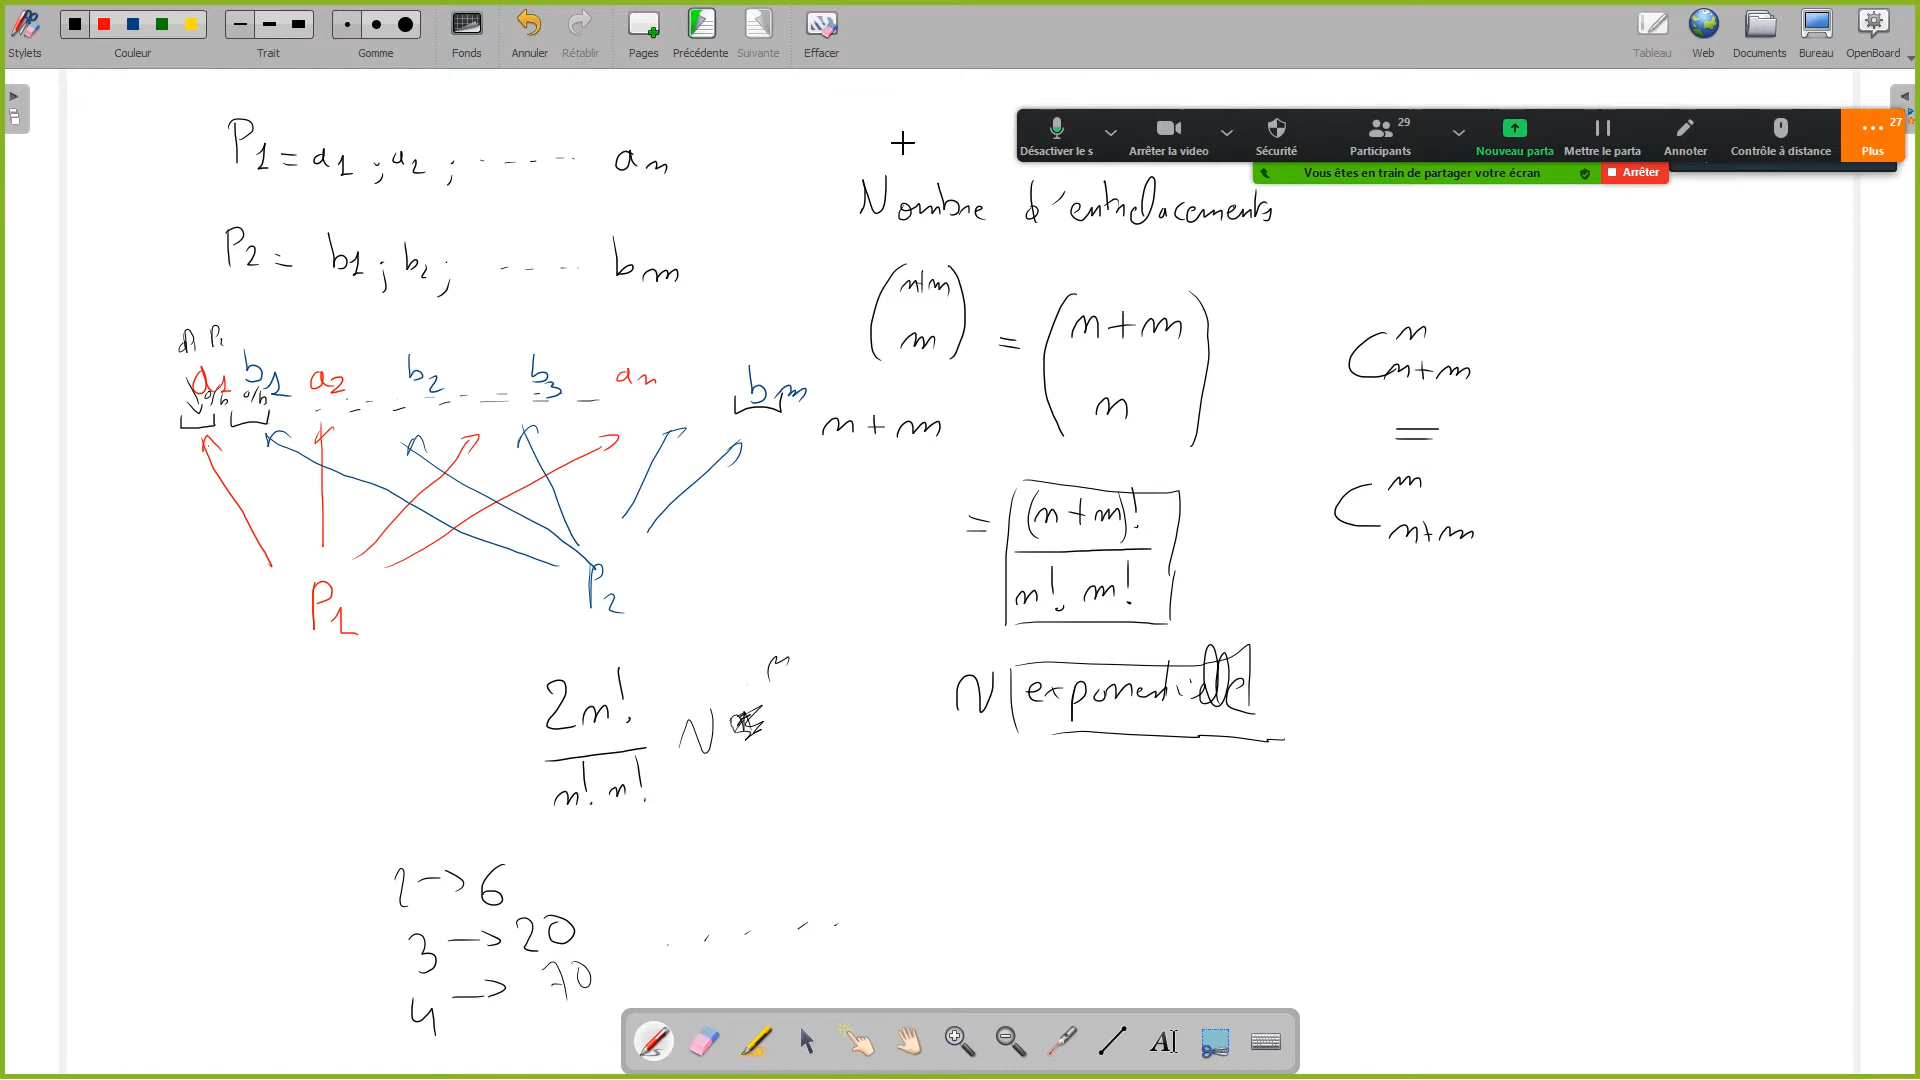 Stylets Couleur Trait Gomme Fonds Annuler Rétablir Pages Précédente Suivante Effacer Tableau Web Documents Bureau OpenBoard
Désactiver le s Arrêter la video Sécurité Participants 29 Nouveau parta Mettre le parta Annoter Contrôle à distance Plus 27
Vous êtes en train de partager votre écran Arrêter
P1 = a1 ; a2 ; ..... an
P2 = b1 ; b2 ; ..... bm
a1 b1 a2 b2 b3 an bm
n + m
P1 P2
Nombre d'entrelacements
(n+m m) = (n+m n)
= (n+m)! / n! m!
~ exponentielle
C n n+m
=
C m n+m
2n! / n! n! ~ n
2 -> 6
3 -> 20 .....
4 -> 70
AI